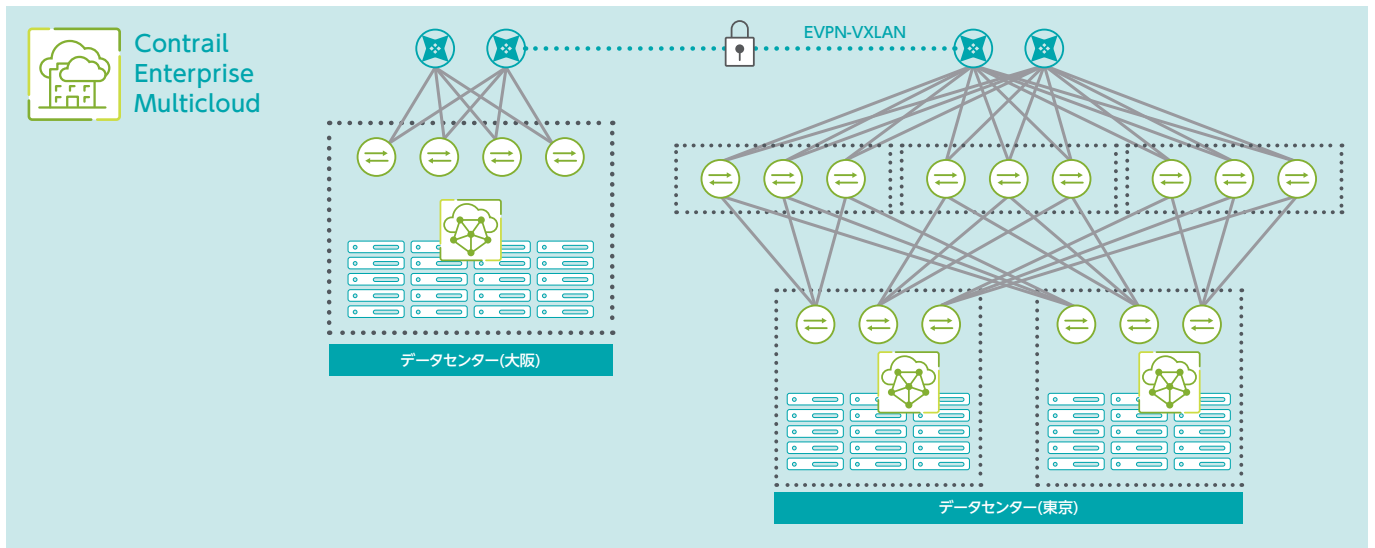 Contrail
Enterprise
Multicloud
EVPN-VXLAN
データセンター(大阪)
データセンター(東京)